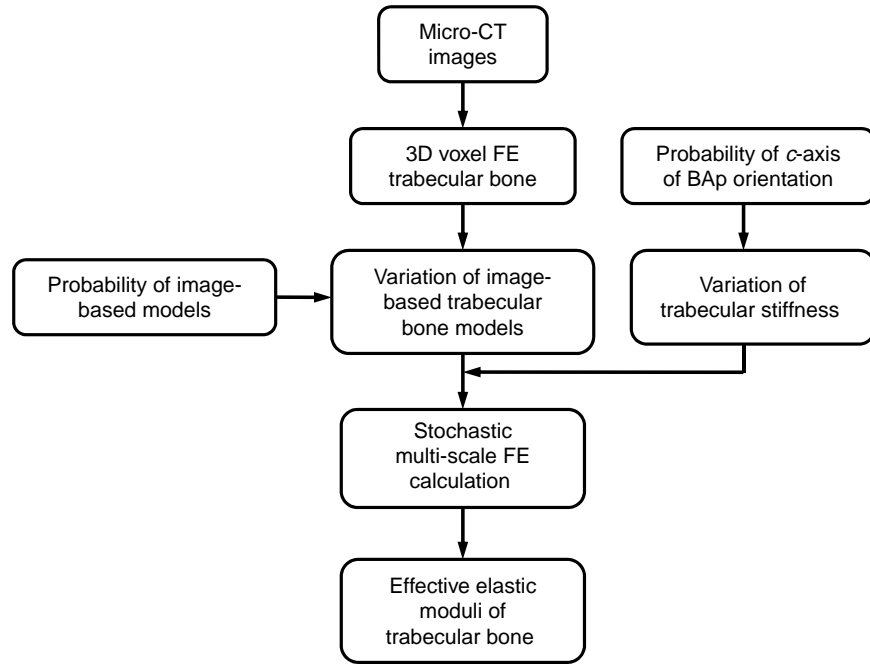 Micro-CT
images
3D voxel FE
trabecular bone
Probability of c-axis
of BAp orientation
Probability of image-
based models
Variation of image-
based trabecular
bone models
Variation of
trabecular stiffness
Stochastic
multi-scale FE
calculation
Effective elastic
moduli of
trabecular bone